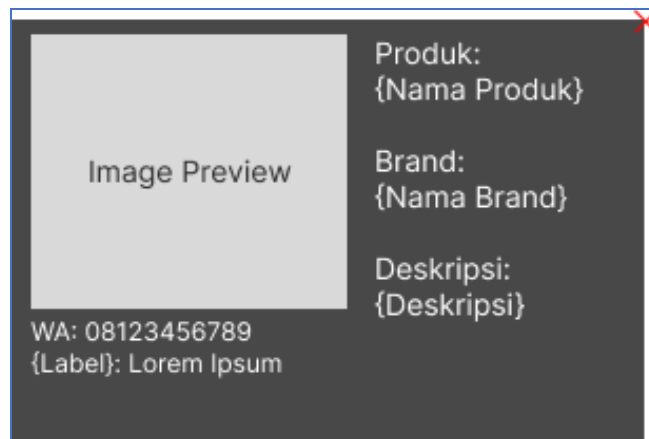 Image Preview
WA: 08123456789
{Label}: Lorem Ipsum
Produk:
{Nama Produk}
Brand:
{Nama Brand}
Deskripsi:
{Deskripsi}